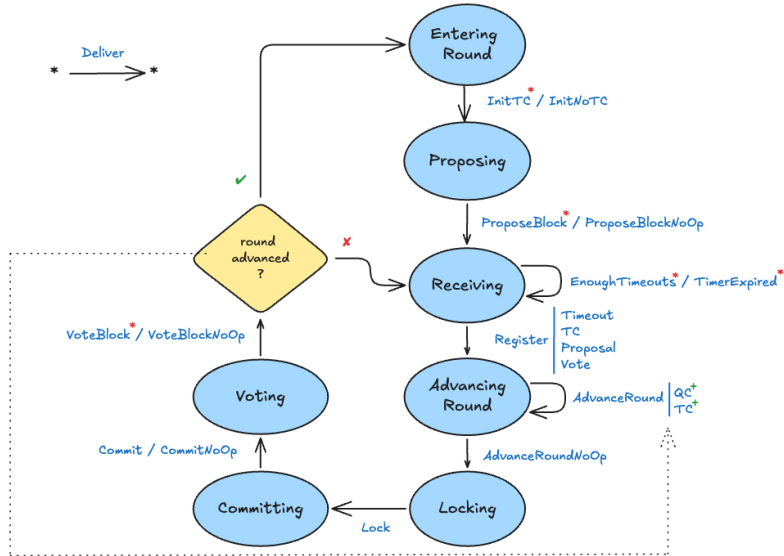 Deliver
* *
Entering
Round
InitTC* / InitNoTC
Proposing
✔
ProposeBlock* / ProposeBlockNoOp
round
advanced
?
✘
Receiving
EnoughTimeouts* / TimerExpired*
Register
Timeout
TC
Proposal
Vote
VoteBlock* / VoteBlockNoOp
Voting
Advancing
Round
AdvanceRound
QC+
TC+
Commit / CommitNoOp
AdvanceRoundNoOp
Committing
Lock
Locking